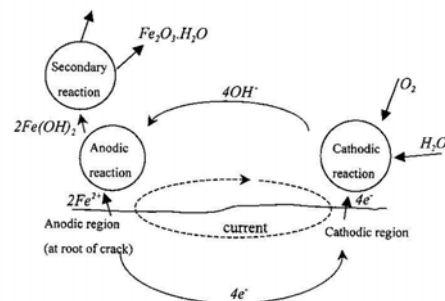 Fe₂O₃.H₂O
Secondary
reaction
4OH⁻
O₂
2Fe(OH)₂
Anodic
reaction
Cathodic
reaction
H₂O
2Fe²⁺
4e⁻
Anodic region
(at root of crack)
current
Cathodic region
4e⁻